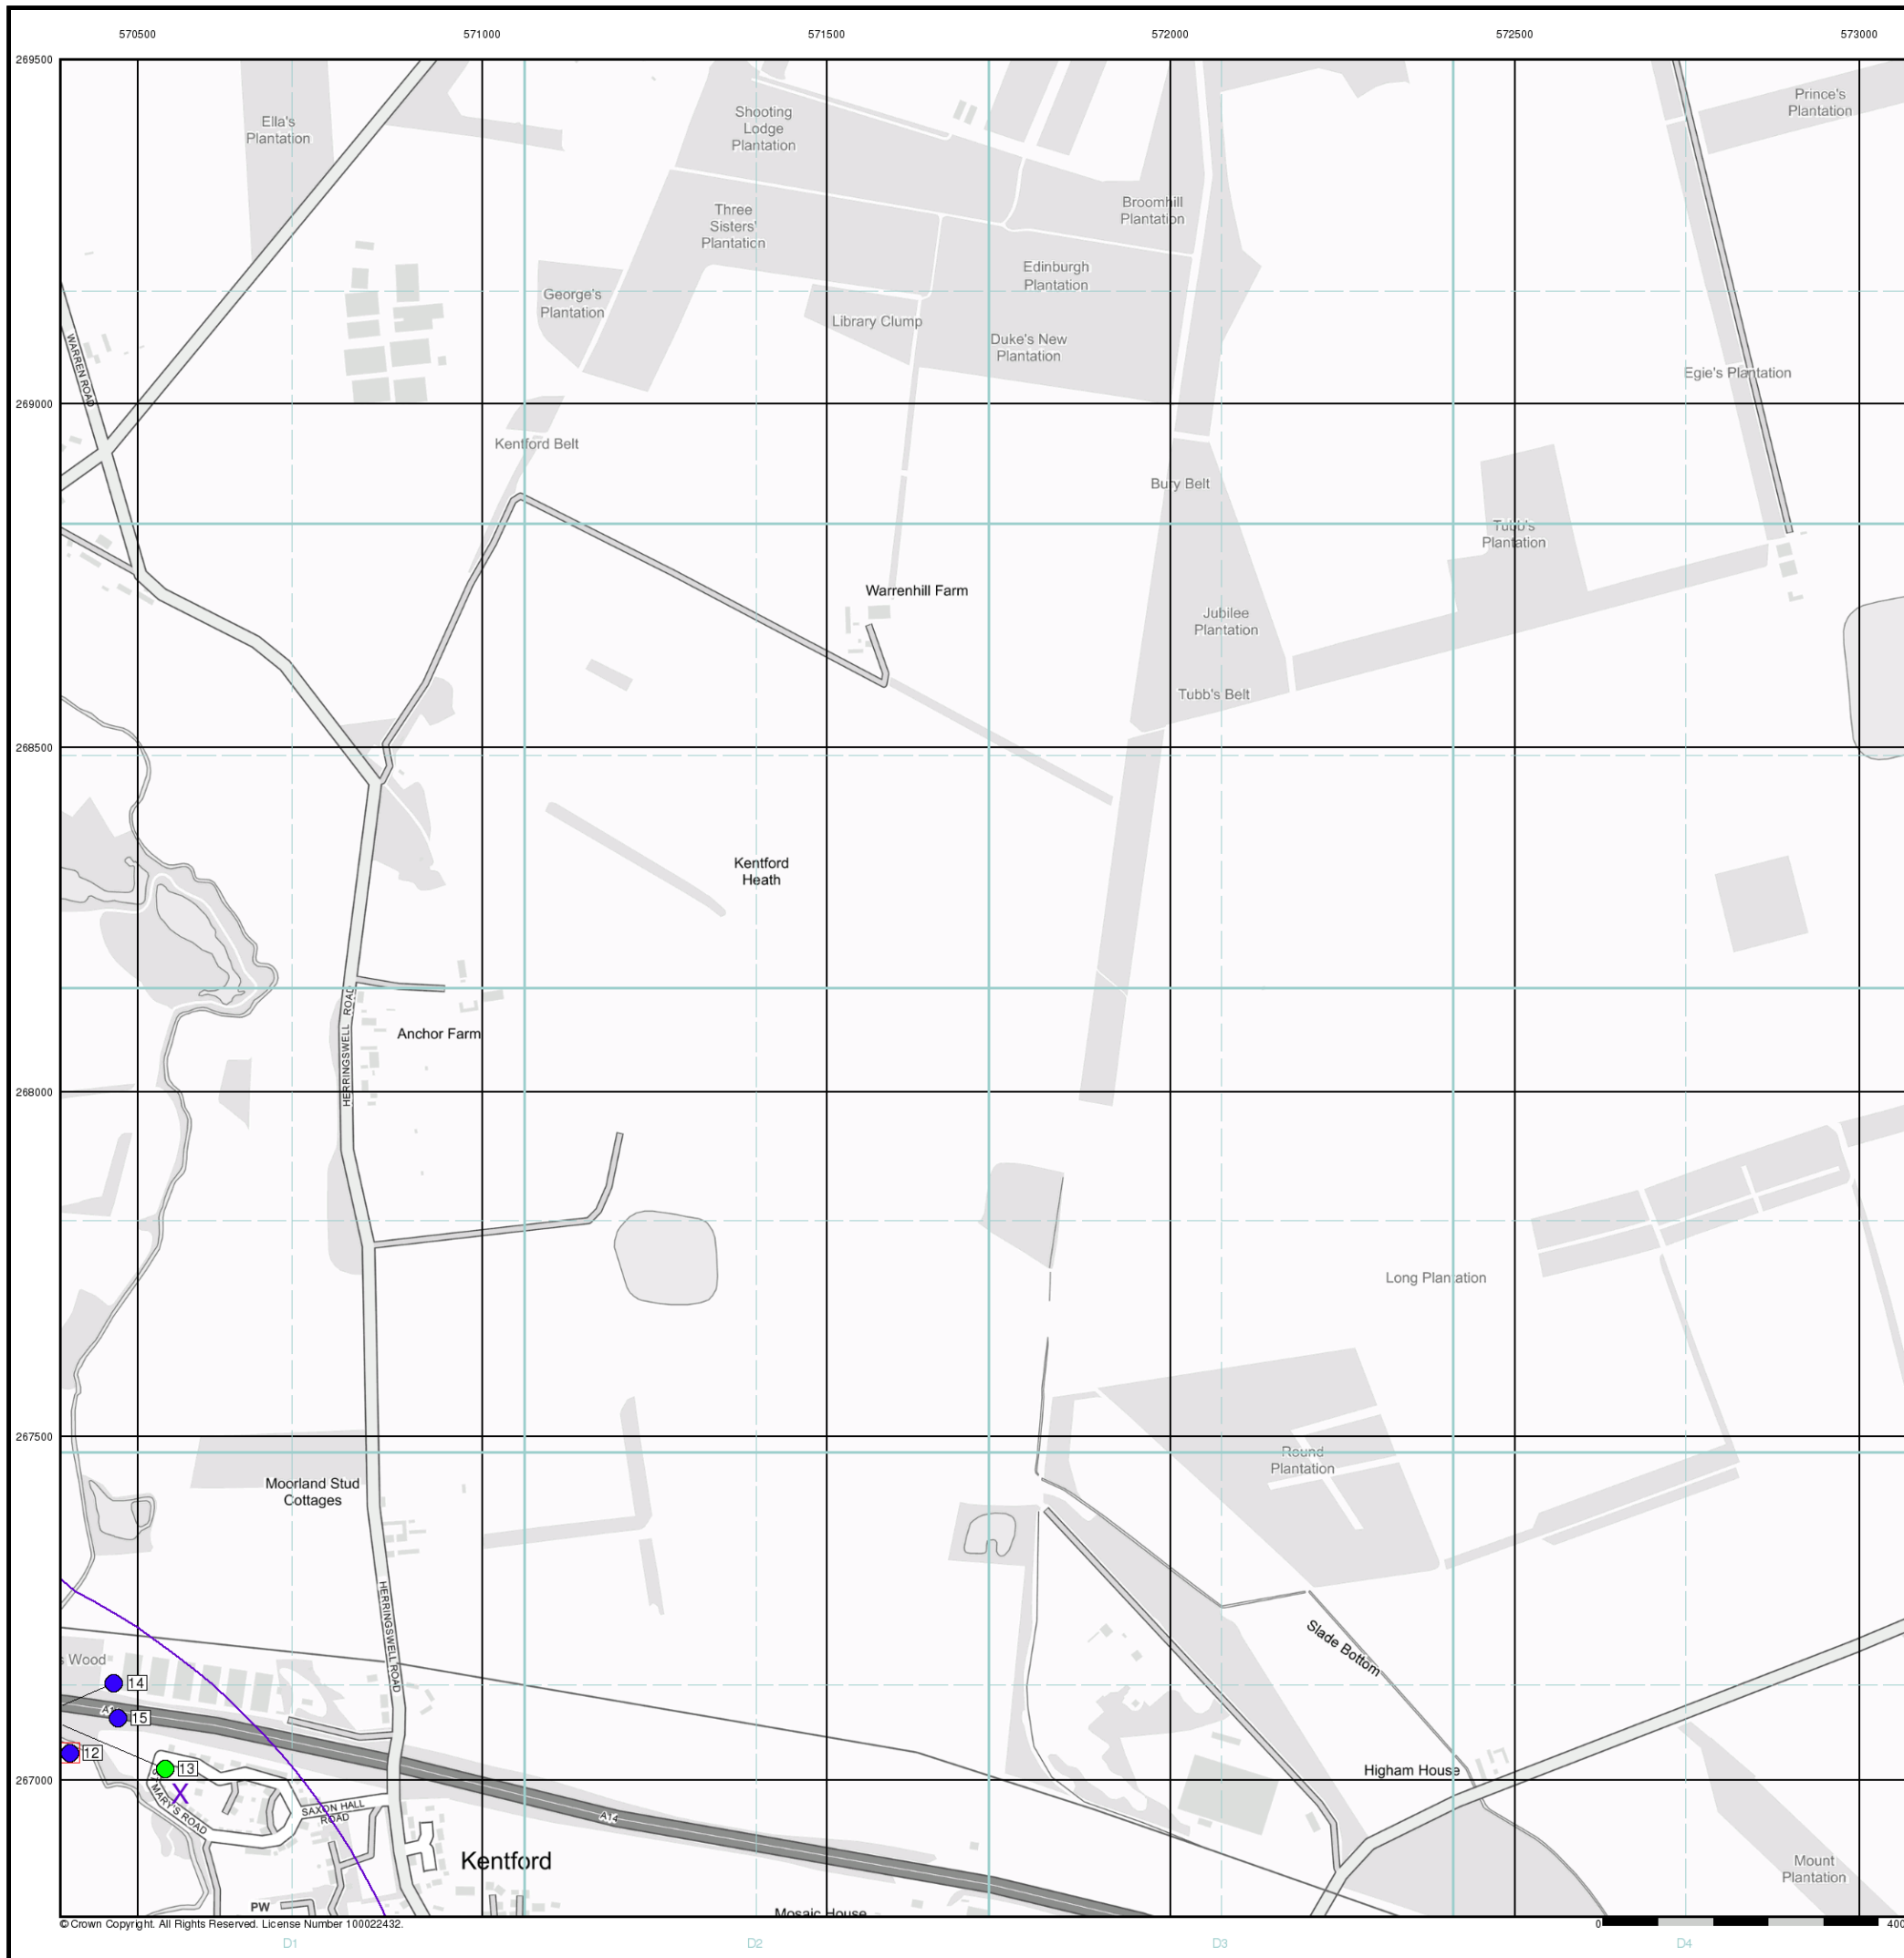 570500
571000
571500
572000
572500
573000
269500
Ella's
Plantation
Shooting
Lodge
Plantation
Prince's
Plantation
Three
Sisters'
Plantation
Broomhill
Plantation
George's
Plantation
Edinburgh
Plantation
Library Clump
Duke's New
Plantation
WARREN ROAD
Egie's Plantation
269000
Kentford Belt
Bury Belt
Tubb's
Plantation
Warrenhill Farm
Jubilee
Plantation
Tubb's Belt
268500
Kentford
Heath
HERRINGSWELL ROAD
Anchor Farm
268000
Long Plantation
267500
Moorland Stud
Cottages
Round
Plantation
HERRINGSWELL ROAD
Slade Bottom
s Wood
14
15
12
13
X
267000
ST MARY'S ROAD
SAXON HALL
ROAD
A14
Higham House
Kentford
Mount
Plantation
PW
Mosaic House
© Crown Copyright. All Rights Reserved. License Number 100022432.
0
400
D1
D2
D3
D4